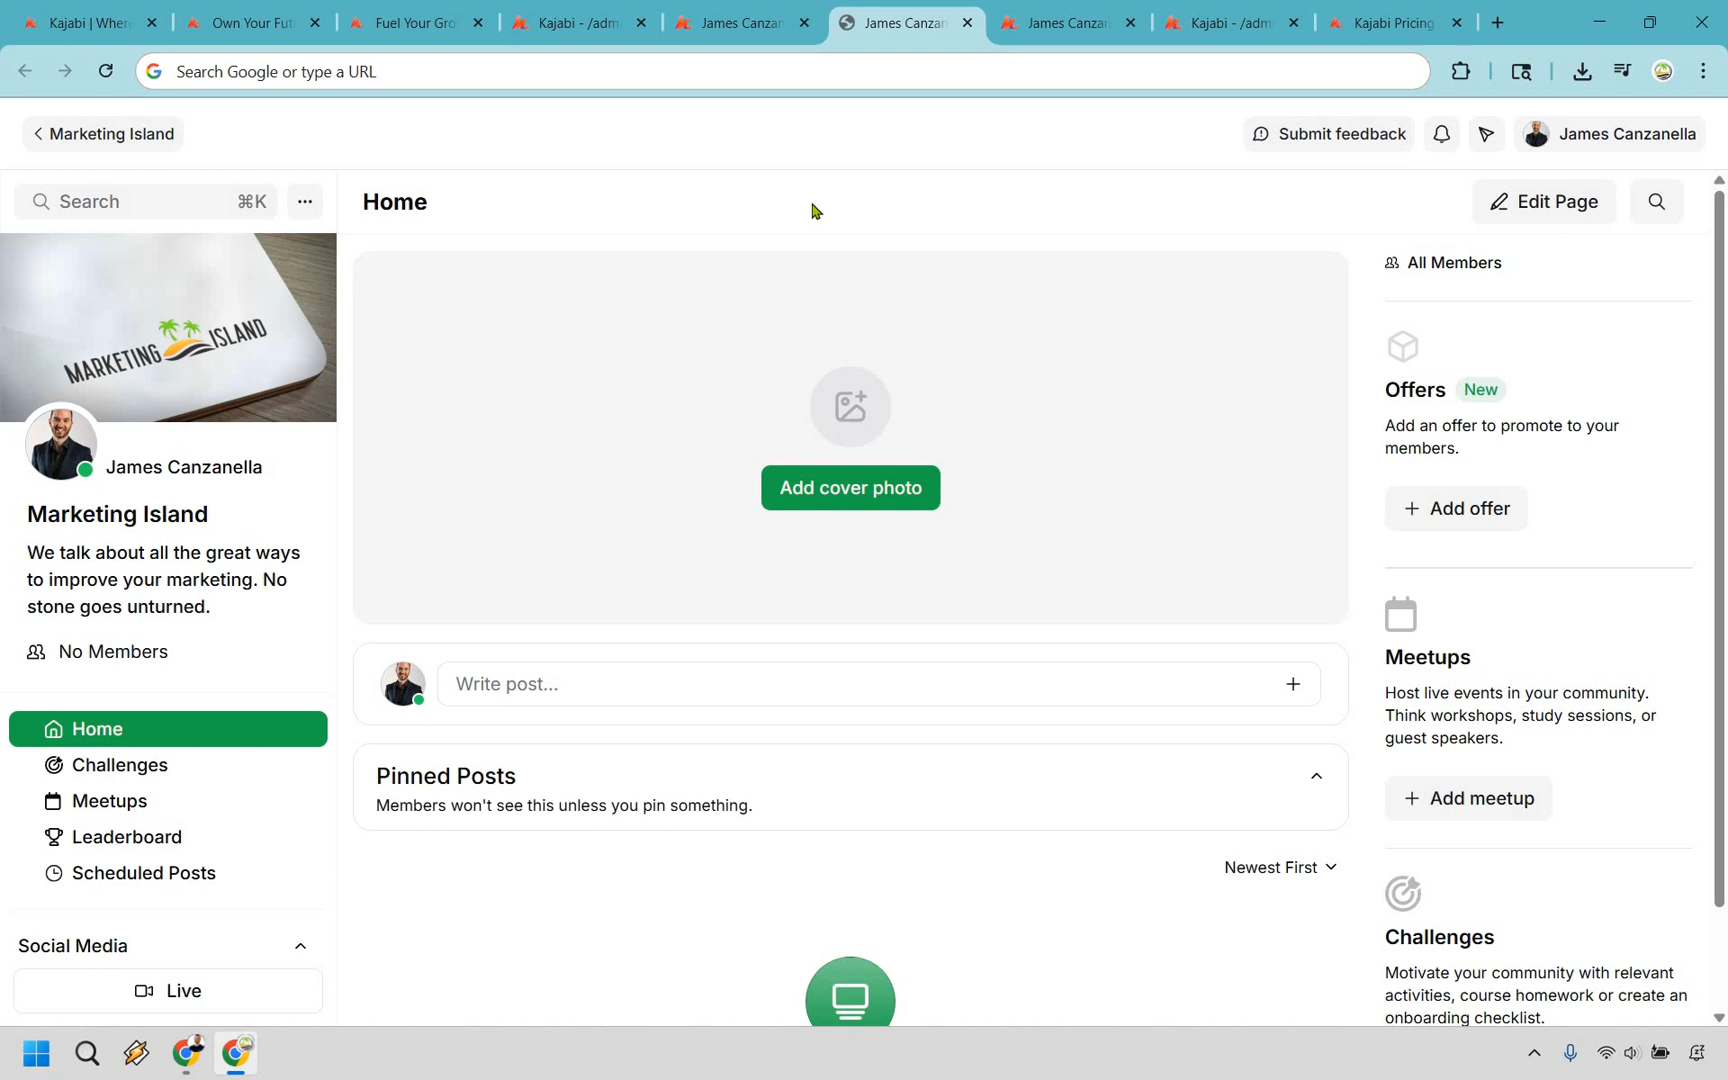 Kajabi | Wher
Own Your Fut
Fuel Your Gro
Kajabi - /adm
James Canzan
James Canzan
James Canzan
Kajabi - /adm
Kajabi Pricing
Search Google or type a URL
Marketing Island
Submit feedback
James Canzanella
Search
⌘K
Home
Edit Page
MARKETING ISLAND
James Canzanella
Marketing Island
We talk about all the great ways
to improve your marketing. No
stone goes unturned.
No Members
Home
Challenges
Meetups
Leaderboard
Scheduled Posts
Social Media
Live
Add cover photo
Write post...
Pinned Posts
Members won't see this unless you pin something.
Newest First
All Members
Offers New
Add an offer to promote to your
members.
+ Add offer
Meetups
Host live events in your community.
Think workshops, study sessions, or
guest speakers.
+ Add meetup
Challenges
Motivate your community with relevant
activities, course homework or create an
onboarding checklist.